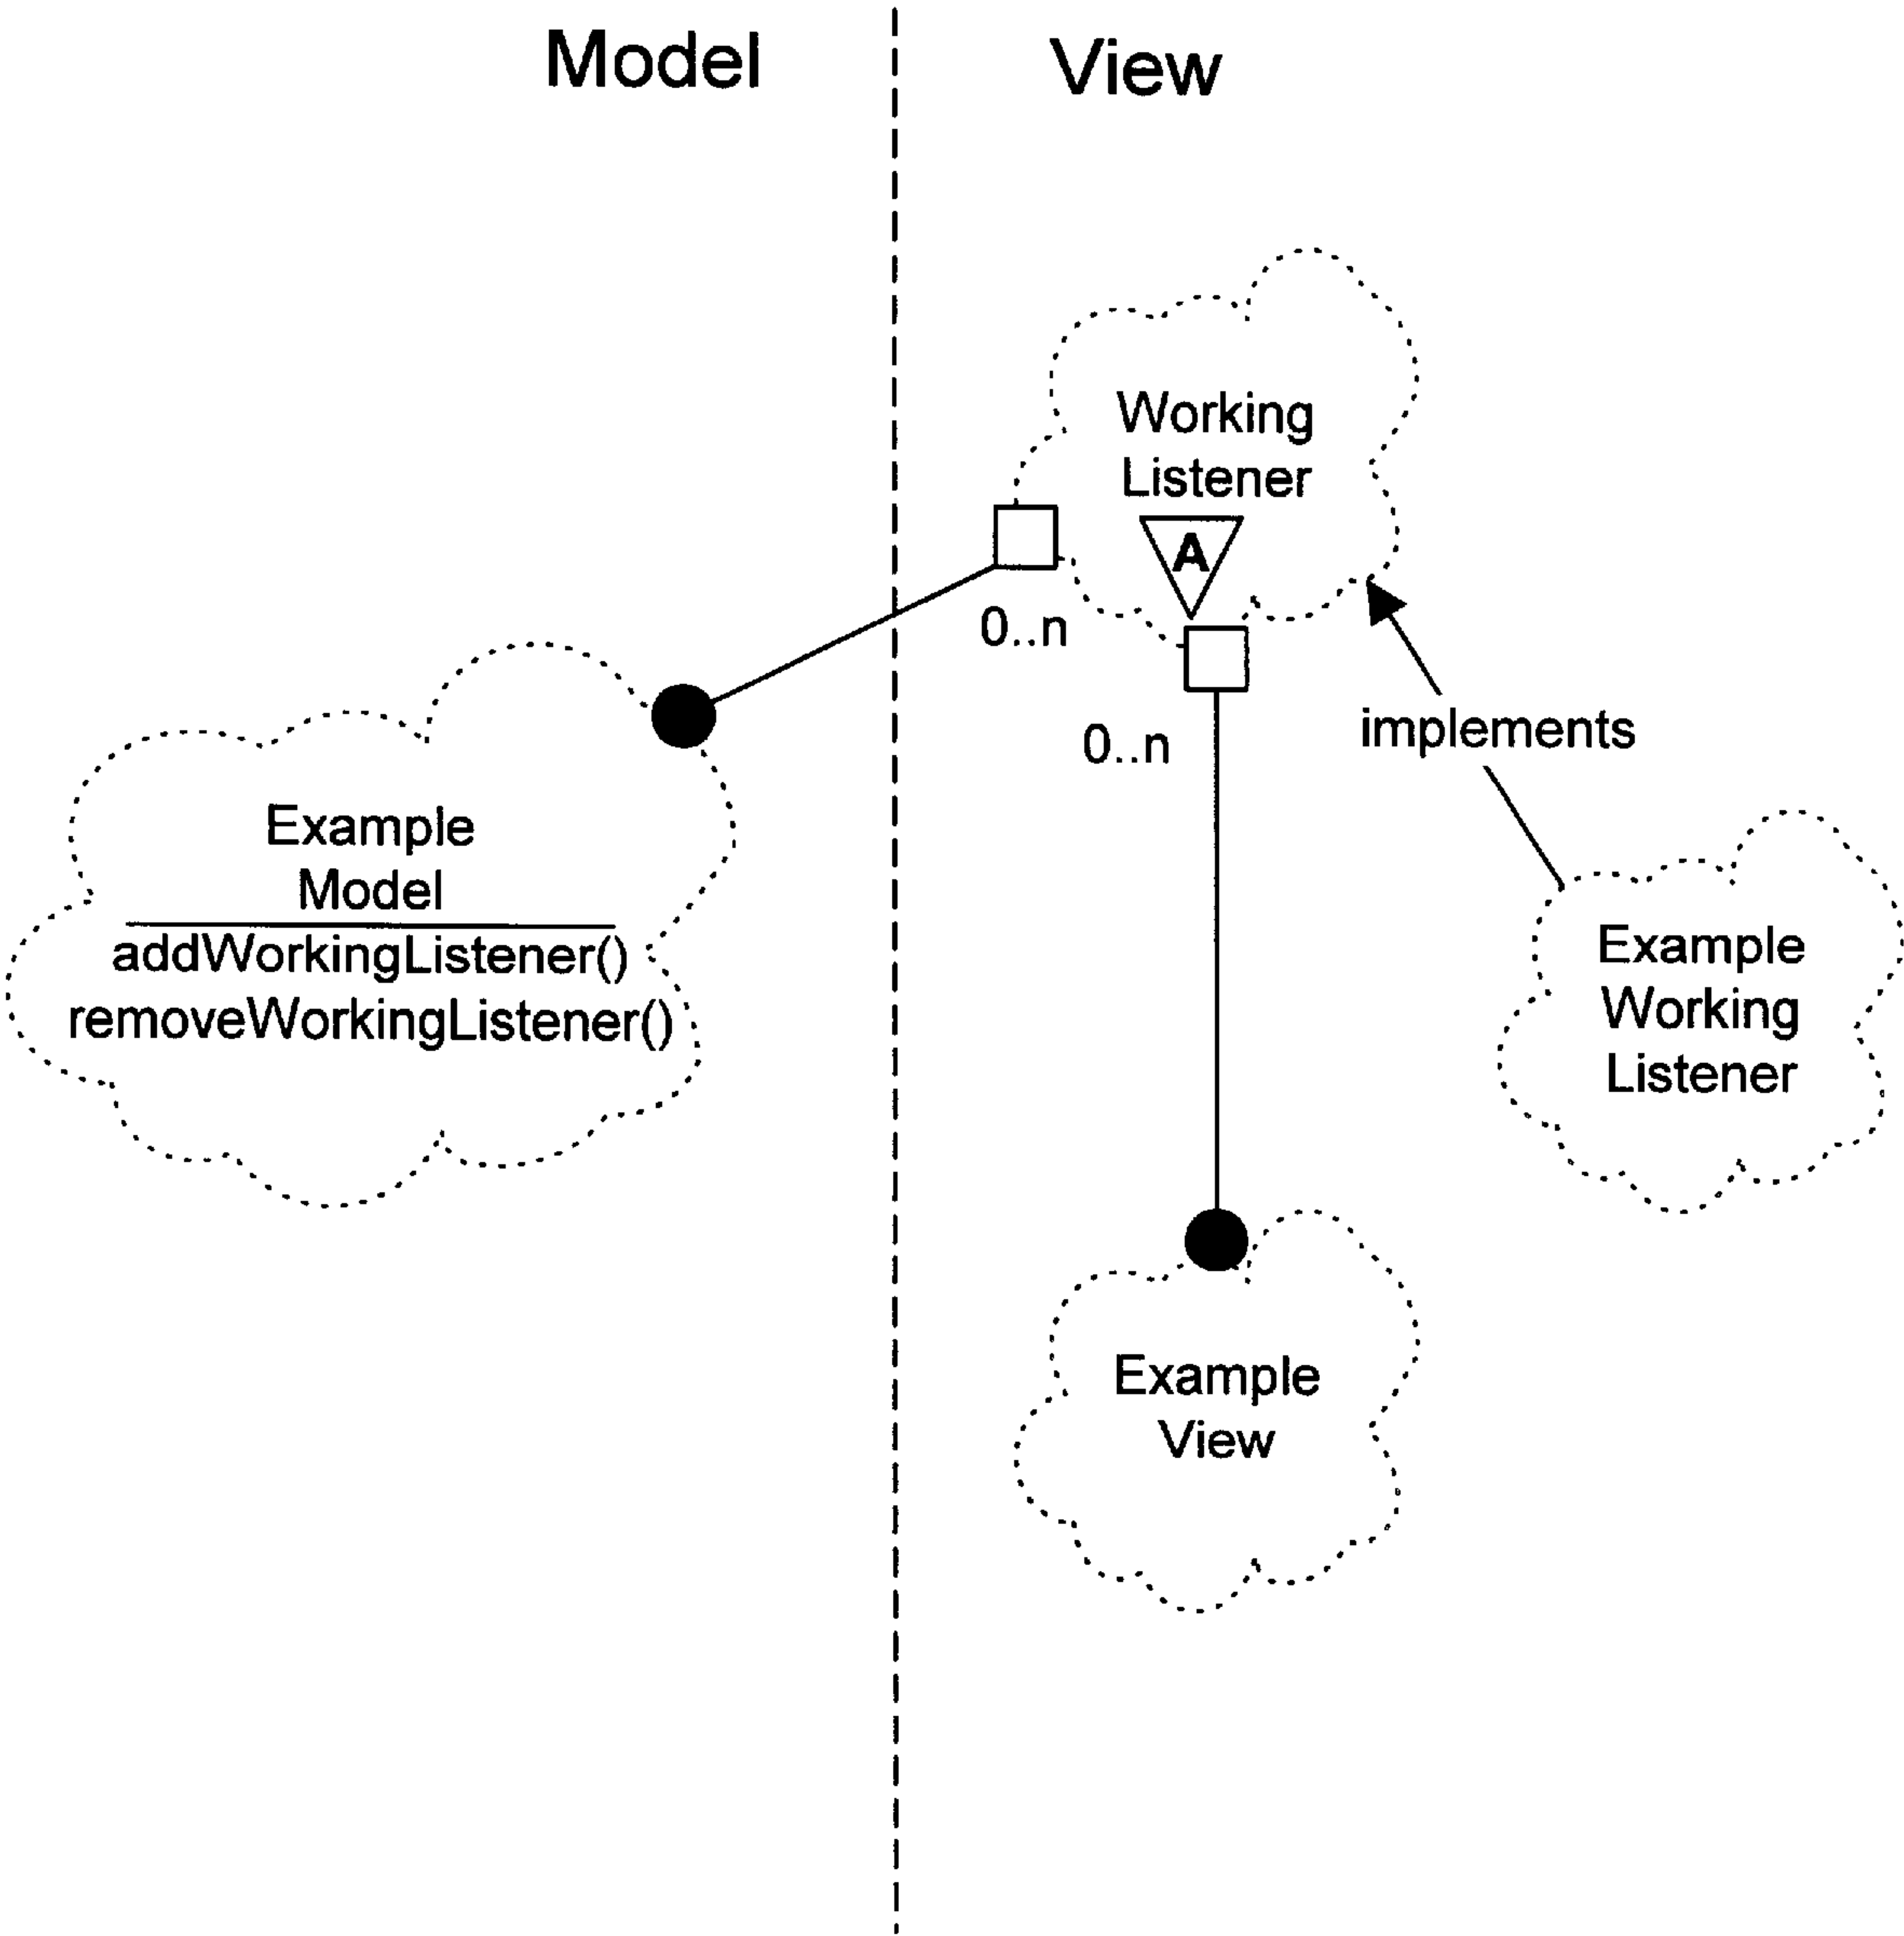 Model
View
Working
Listener
A
0..n
0..n
implements
Example
Model
addWorkingListener()
removeWorkingListener()
Example
Working
Listener
Example
View